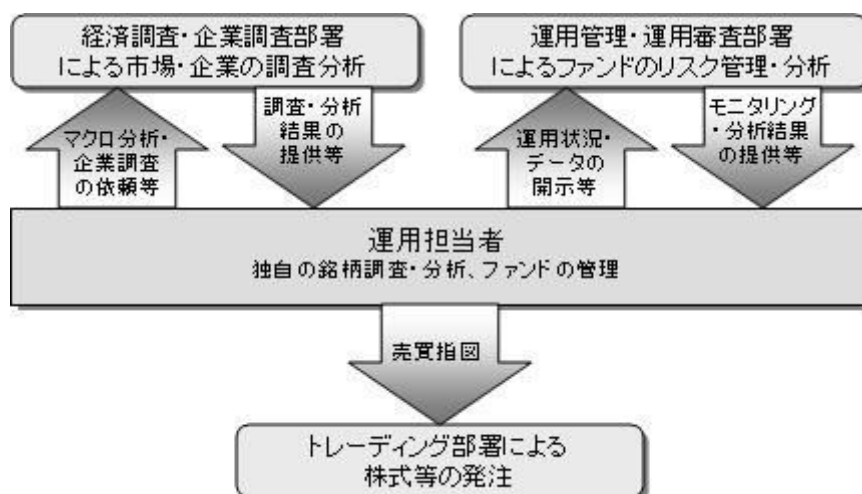 経済調査・企業調査部署
による市場・企業の調査分析
運用管理・運用審査部署
によるファンドのリスク管理・分析
マクロ分析・
企業調査
の依頼等
調査・分析
結果の
提供等
運用状況・
データの
開示等
モニタリング
・分析結果
の提供等
運用担当者
独自の銘柄調査・分析、ファンドの管理
売買指図
トレーディング部署による
株式等の発注